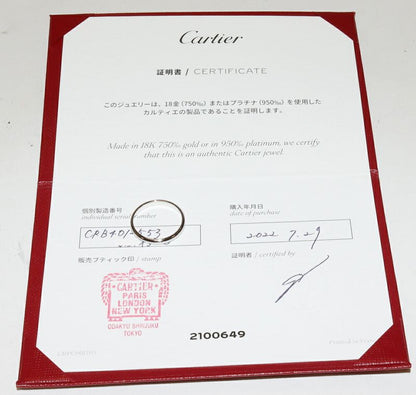 Cartier
証明書 / CERTIFICATE
このジュエリーは、18金(750‰)またはプラチナ(950‰)を使用した
カルティエの製品であることを証明します。
Made in 18K 750‰ gold or in 950‰ platinum, we certify
that this is an authentic Cartier jewel.
個別製造番号
individual serial number
購入年月日
date of purchase
2022 7.29
販売ブティック印 / stamp
証明者 / certified by
CARTIER
PARIS
LONDON
NEW YORK
ODAKYO SHINJUKU
TOKYO
2100649